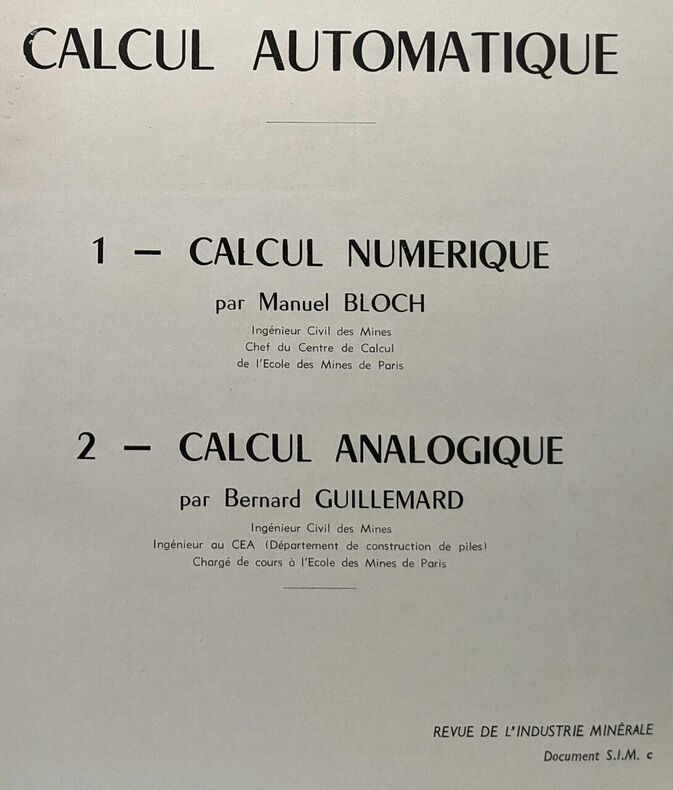 CALCUL AUTOMATIQUE
1 – CALCUL NUMERIQUE
par Manuel BLOCH
Ingénieur Civil des Mines
Chef du Centre de Calcul
de l'Ecole des Mines de Paris
2 – CALCUL ANALOGIQUE
par Bernard GUILLEMARD
Ingénieur Civil des Mines
Ingénieur au CEA (Département de construction de piles)
Chargé de cours à l'Ecole des Mines de Paris
REVUE DE L'INDUSTRIE MINÉRALE
Document S.I.M. c